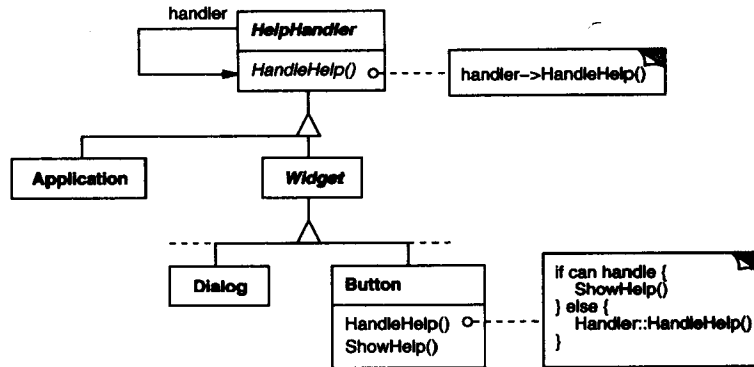 handler
HelpHandler
HandleHelp()
handler->HandleHelp()
Application
Widget
Dialog
Button
HandleHelp()
ShowHelp()
if can handle {
ShowHelp()
} else {
Handler::HandleHelp()
}